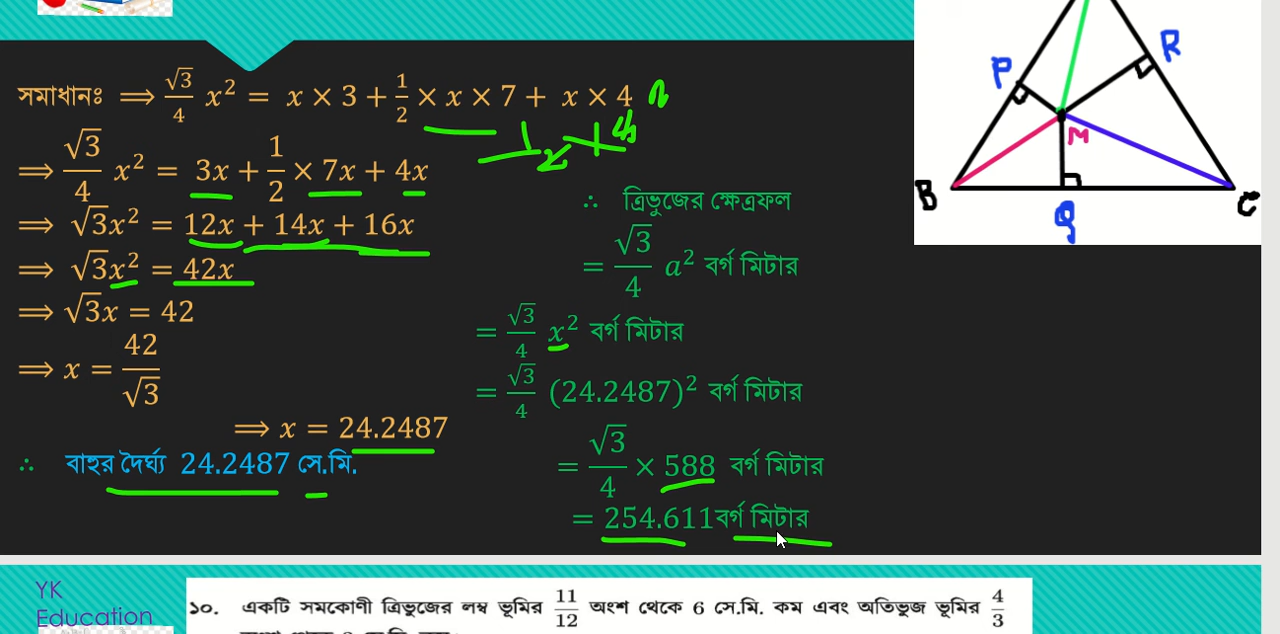 সমাধানঃ ⟹ √3/4 x² = x × 3 + 1/2 × x × 7 + x × 4
⟹ √3/4 x² = 3x + 1/2 × 7x + 4x
⟹ √3x² = 12x + 14x + 16x
⟹ √3x² = 42x
⟹ √3x = 42
⟹ x = 42/√3
⟹ x = 24.2487
∴ বাহুর দৈর্ঘ্য 24.2487 সে.মি.
∴ ত্রিভুজের ক্ষেত্রফল
= √3/4 a² বর্গ মিটার
= √3/4 x² বর্গ মিটার
= √3/4 (24.2487)² বর্গ মিটার
= √3/4 × 588 বর্গ মিটার
= 254.611বর্গ মিটার
P
R
M
B
C
Q
YK
Education
১০. একটি সমকোণী ত্রিভুজের লম্ব ভূমির 11/12 অংশ থেকে 6 সে.মি. কম এবং অতিভুজ ভূমির 4/3